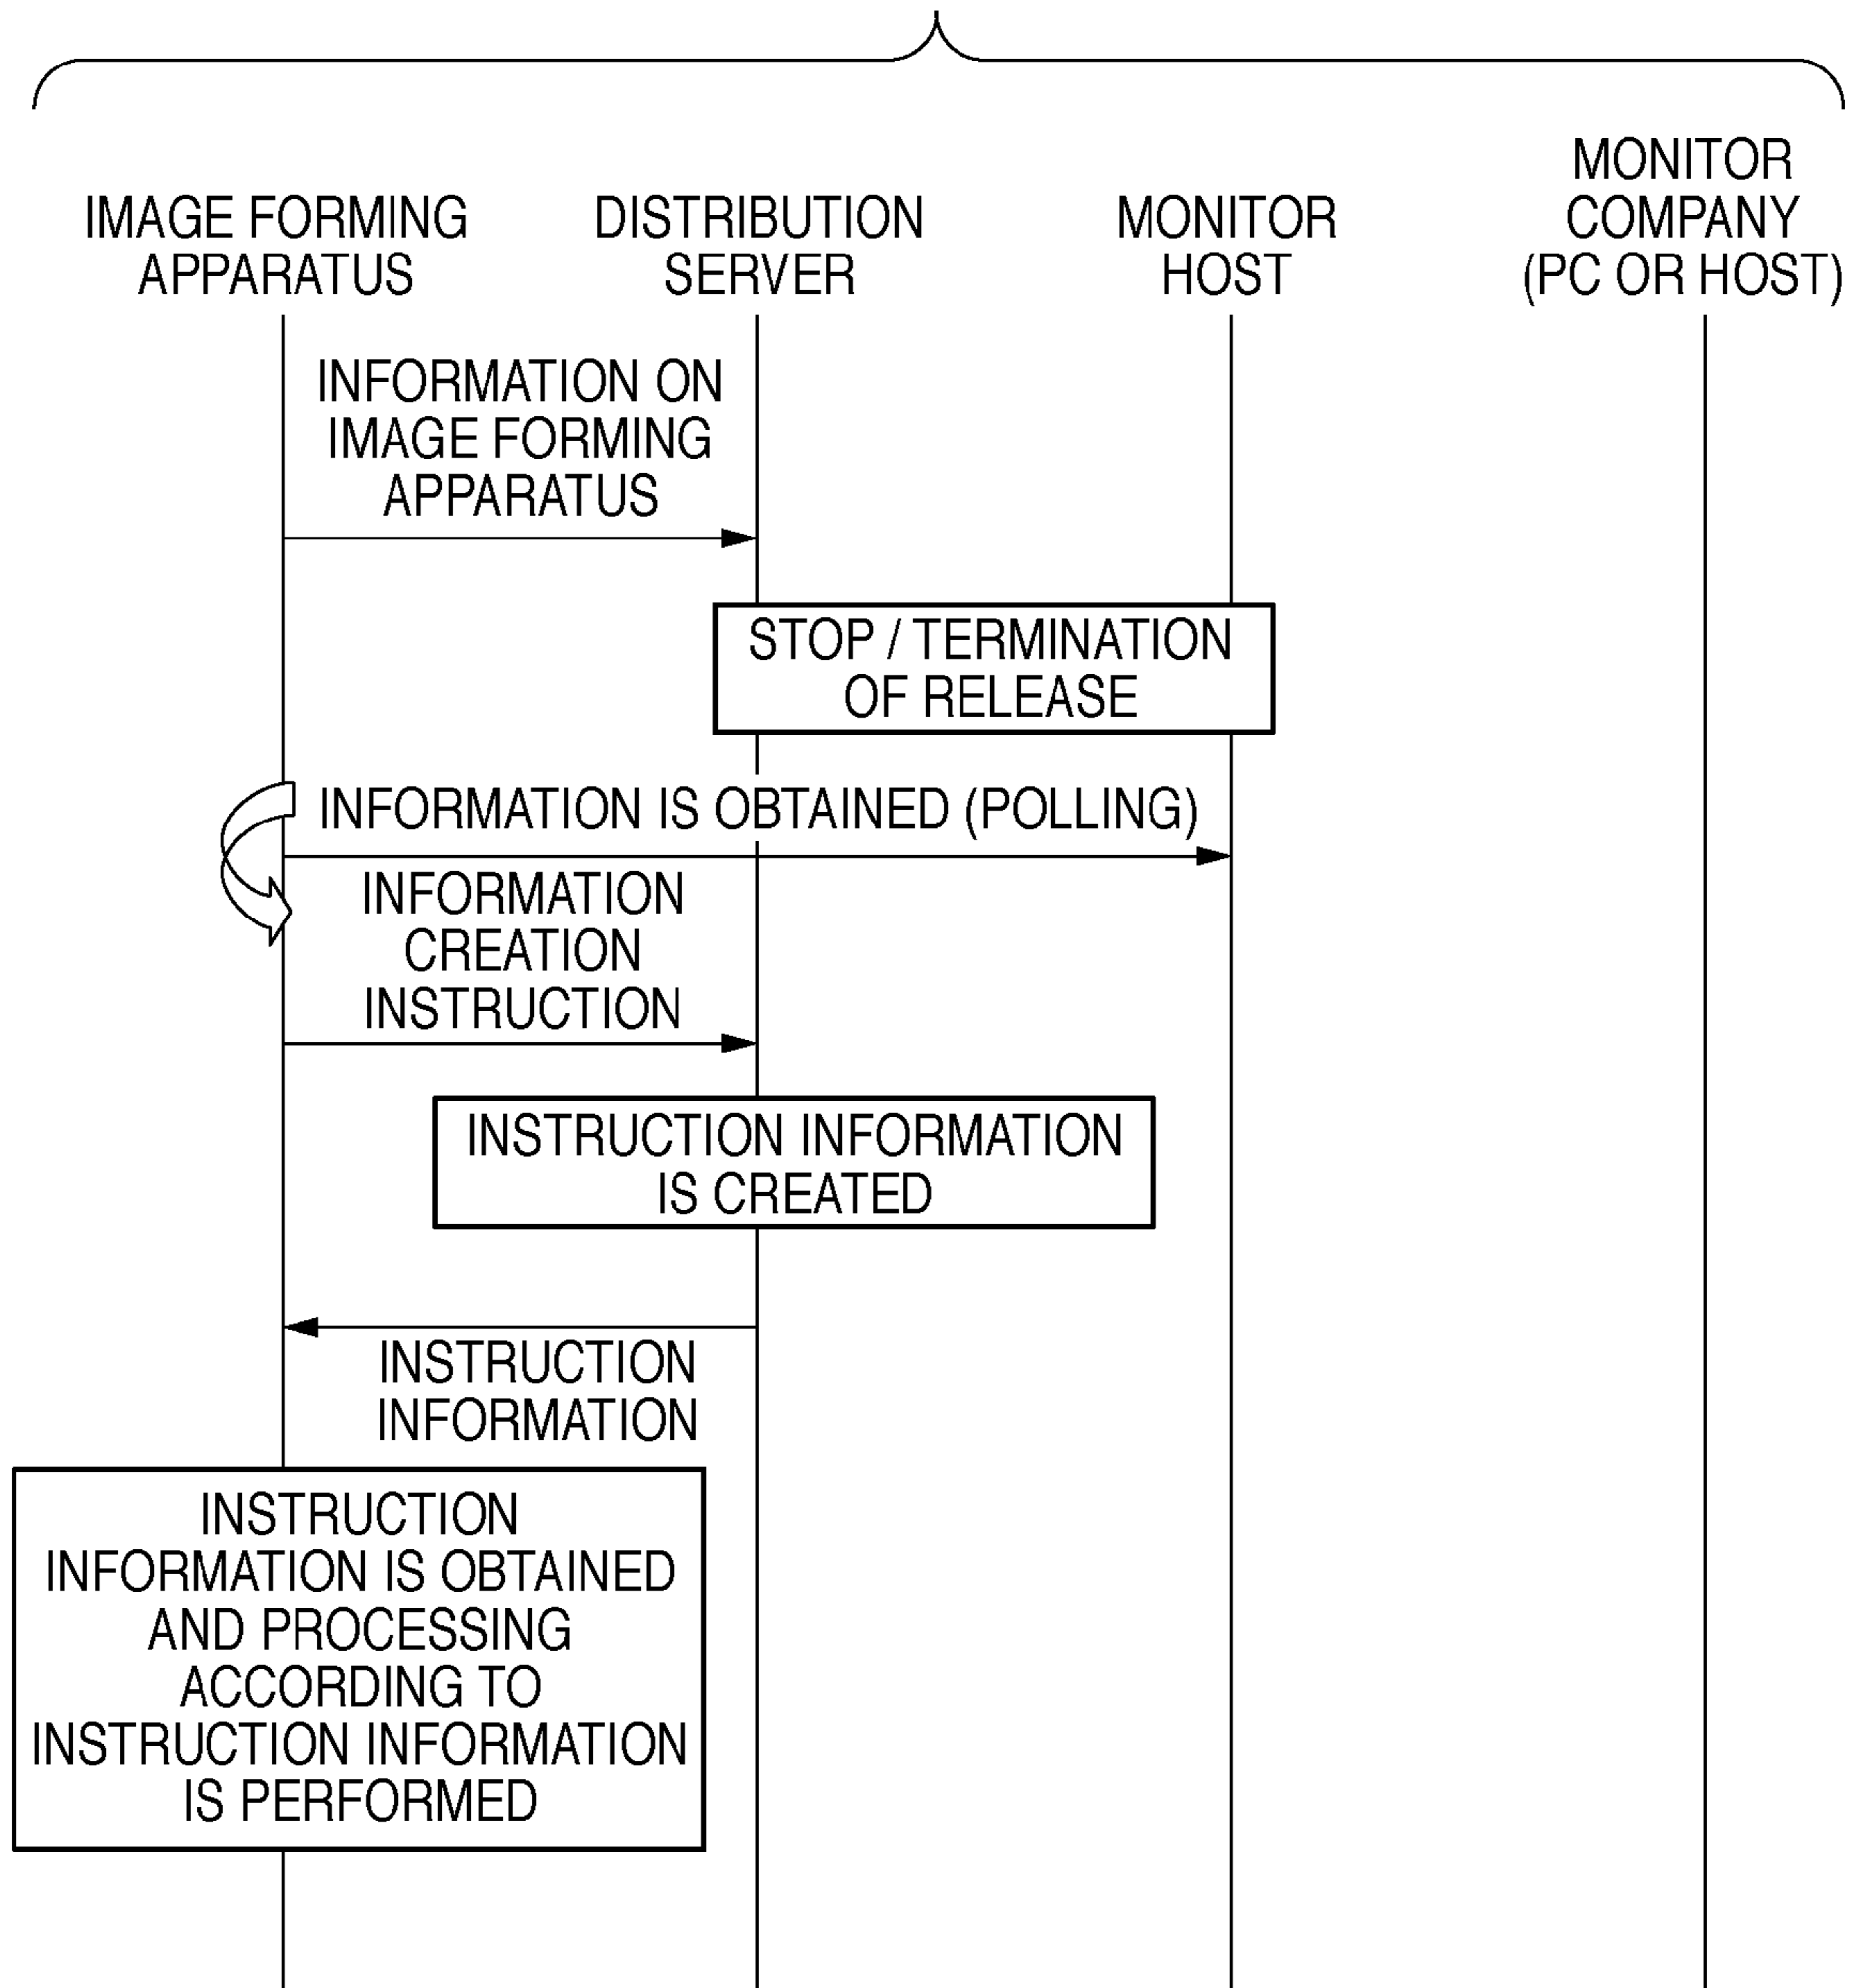 IMAGE FORMING
APPARATUS
DISTRIBUTION
SERVER
MONITOR
HOST
MONITOR
COMPANY
(PC OR HOST)
INFORMATION ON
IMAGE FORMING
APPARATUS
STOP / TERMINATION
OF RELEASE
INFORMATION IS OBTAINED (POLLING)
INFORMATION
CREATION
INSTRUCTION
INSTRUCTION INFORMATION
IS CREATED
INSTRUCTION
INFORMATION
INSTRUCTION
INFORMATION IS OBTAINED
AND PROCESSING
ACCORDING TO
INSTRUCTION INFORMATION
IS PERFORMED